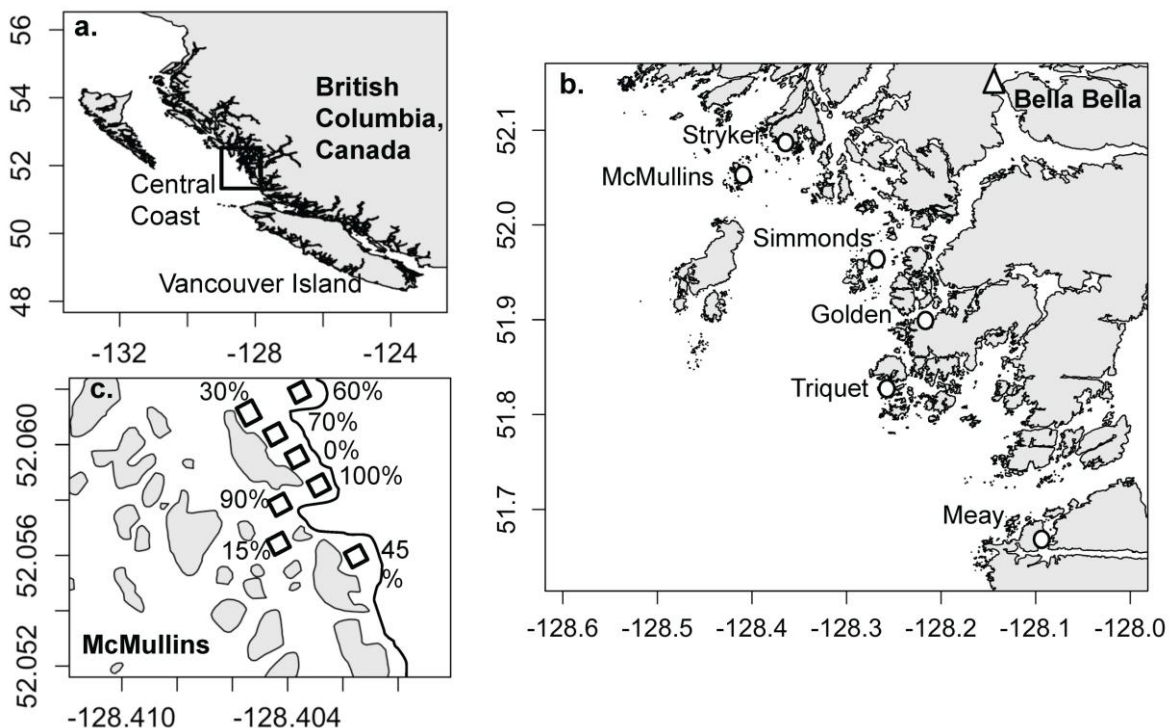 a.
British
Columbia,
Canada
Central
Coast
Vancouver Island
56
54
52
50
48
-132
-128
-124
b.
Bella Bella
Stryker
McMullins
Simmonds
Golden
Triquet
Meay
52.1
52.0
51.9
51.8
51.7
-128.6
-128.5
-128.4
-128.3
-128.2
-128.1
-128.0
c.
30%
60%
70%
0%
100%
90%
15%
45
%
McMullins
52.060
52.056
52.052
-128.410
-128.404